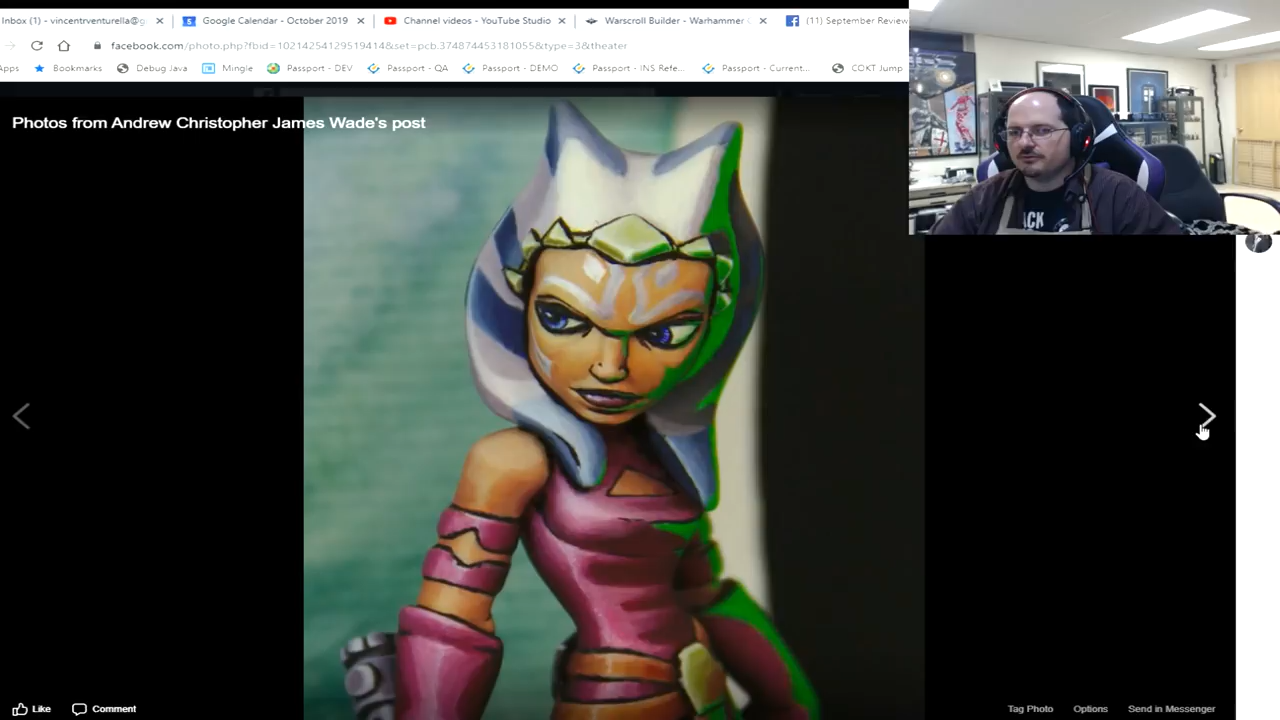 Inbox (1) - vincentrventurella@g
Google Calendar - October 2019
Channel videos - YouTube Studio
Warscroll Builder - Warhammer
(11) September Review
facebook.com/photo.php?fbid=10214254129519414&set=pcb.3748744531810558&type=3&theater
Apps
Bookmarks
Debug Java
Mingle
Passport - DEV
Passport - QA
Passport - DEMO
Passport - INS Refe...
Passport - Current...
COKT Jump
Photos from Andrew Christopher James Wade's post
Like
Comment
Tag Photo
Options
Send in Messenger